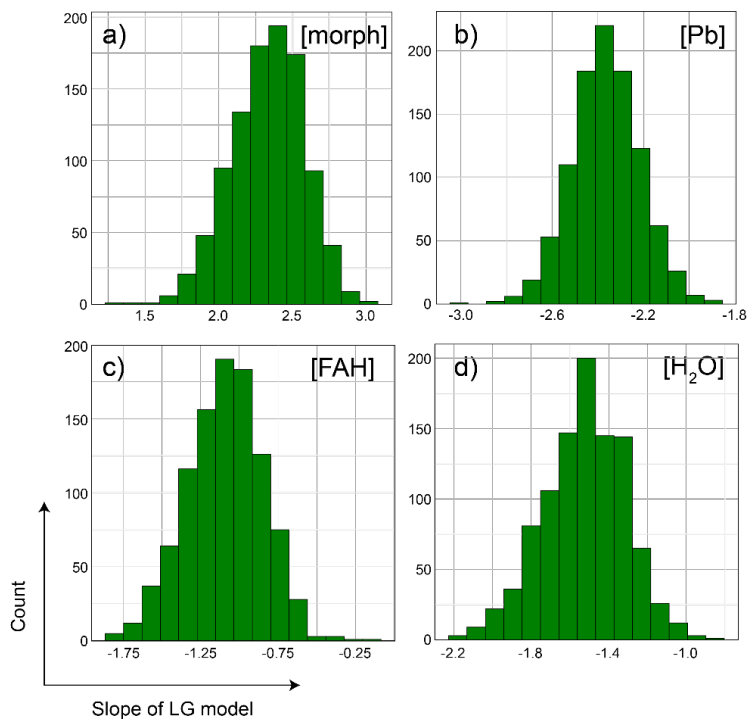 a) [morph]
200
150
100
50
0
1.5 2.0 2.5 3.0
b) [Pb]
200
150
100
50
0
-3.0 -2.6 -2.2 -1.8
c) [FAH]
200
150
100
50
0
-1.75 -1.25 -0.75 -0.25
d) [H₂O]
200
150
100
50
0
-2.2 -1.8 -1.4 -1.0
Count
Slope of LG model